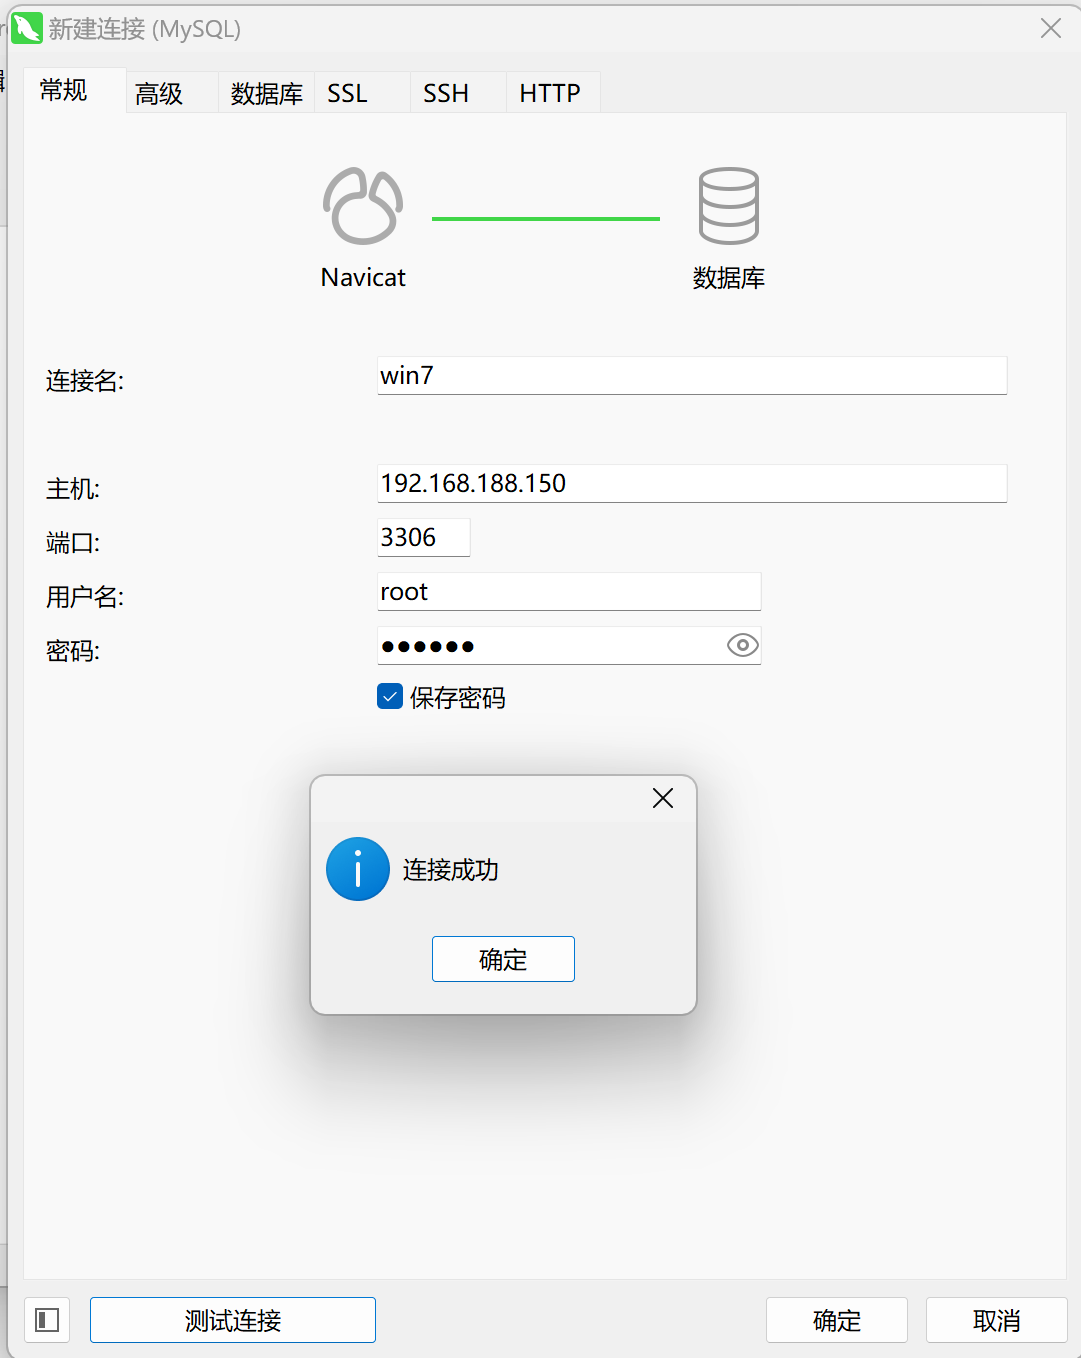 新建连接 (MySQL)
常规
高级
数据库
SSL
SSH
HTTP
Navicat
数据库
连接名:
win7
主机:
192.168.188.150
端口:
3306
用户名:
root
密码:
●●●●●●
保存密码
连接成功
确定
测试连接
确定
取消